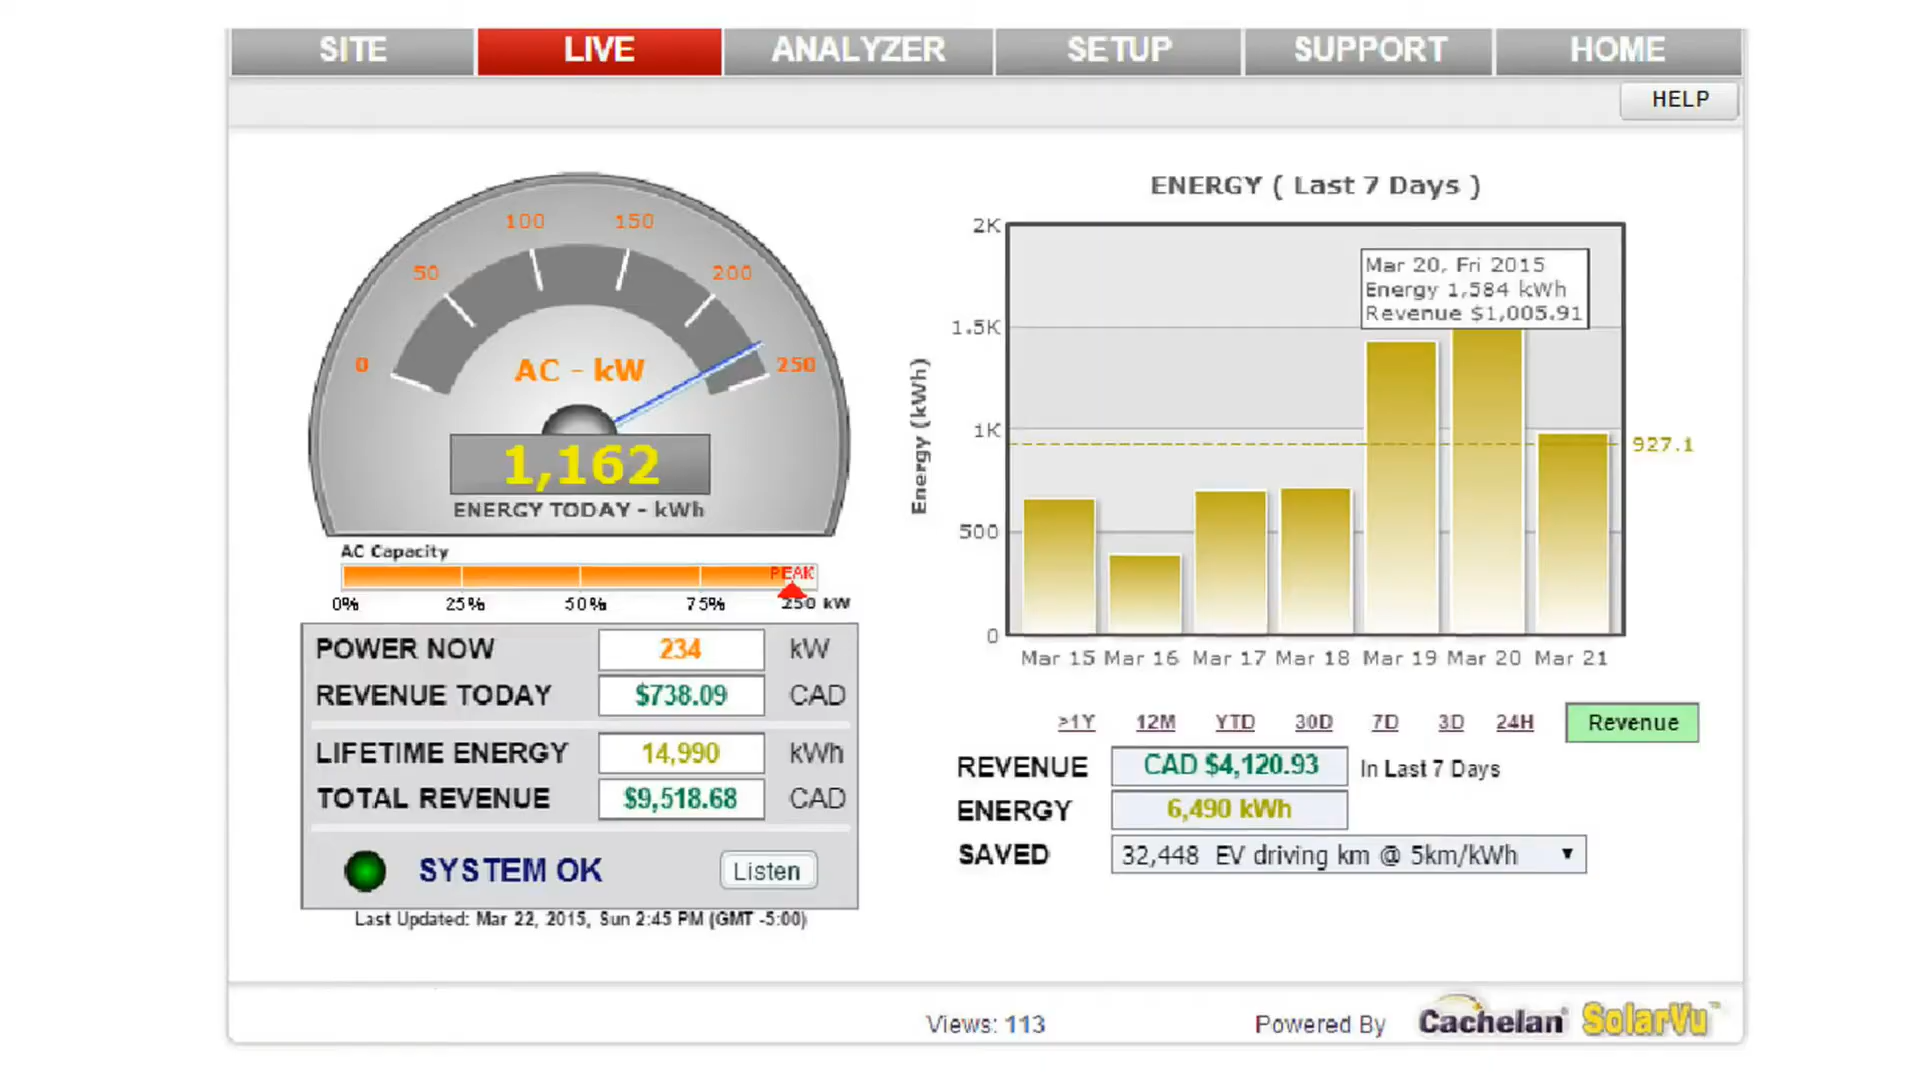 SITE LIVE ANALYZER SETUP SUPPORT HOME
HELP
0 50 100 150 200 250
AC - kW
1,162
ENERGY TODAY - kWh
AC Capacity
PEAK
0% 25% 50% 75% 250 kW
POWER NOW 234 kW
REVENUE TODAY $738.09 CAD
LIFETIME ENERGY 14,990 kWh
TOTAL REVENUE $9,518.68 CAD
SYSTEM OK Listen
Last Updated: Mar 22, 2015, Sun 2:45 PM (GMT -5:00)
ENERGY ( Last 7 Days )
Energy (kWh)
2K
1.5K
1K
500
0
Mar 20, Fri 2015
Energy 1,584 kWh
Revenue $1,005.91
927.1
Mar 15 Mar 16 Mar 17 Mar 18 Mar 19 Mar 20 Mar 21
>1Y 12M YTD 30D 7D 3D 24H Revenue
REVENUE CAD $4,120.93 In Last 7 Days
ENERGY 6,490 kWh
SAVED 32,448 EV driving km @ 5km/kWh
Views: 113 Powered By Cachelan® SolarVu™